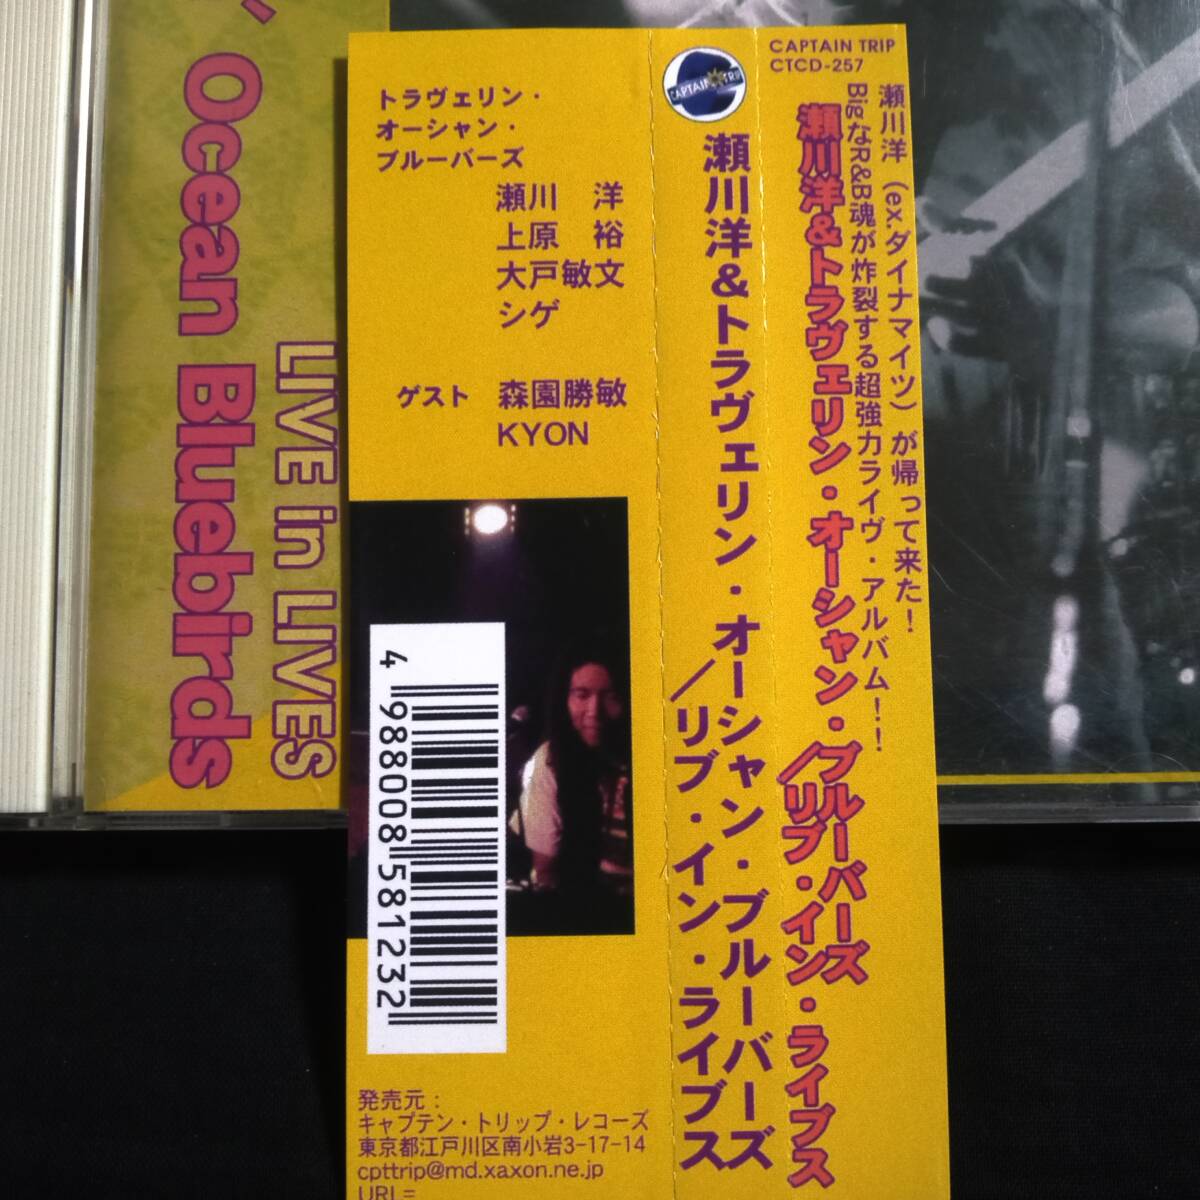 Ocean Bluebirds
LIVE in LIVES
トラヴェリン・
オーシャン・
ブルーバーズ
瀬川 洋
上原 裕
大戸敏文
シゲ
ゲスト 森園勝敏
KYON
4 988008 581232
発売元：
キャプテン・トリップ・レコーズ
東京都江戸川区南小岩3-17-14
cpttrip@md.xaxon.ne.jp
URL=
CAPTAIN TRIP
瀬川洋&トラヴェリン・オーシャン・ブルーバーズ
／リブ・イン・ライブス
CAPTAIN TRIP
CTCD-257
瀬川洋（ex.ダイナマイツ）が帰って来た！
BigなR&B魂が炸裂する超強力ライヴ・アルバム！！
瀬川洋&トラヴェリン・オーシャン・ブルーバーズ
／リブ・イン・ライブス